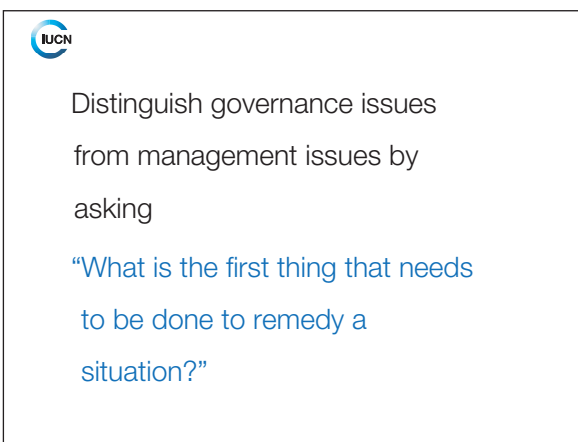 IUCN
Distinguish governance issues
from management issues by
asking
“What is the first thing that needs
to be done to remedy a
situation?”